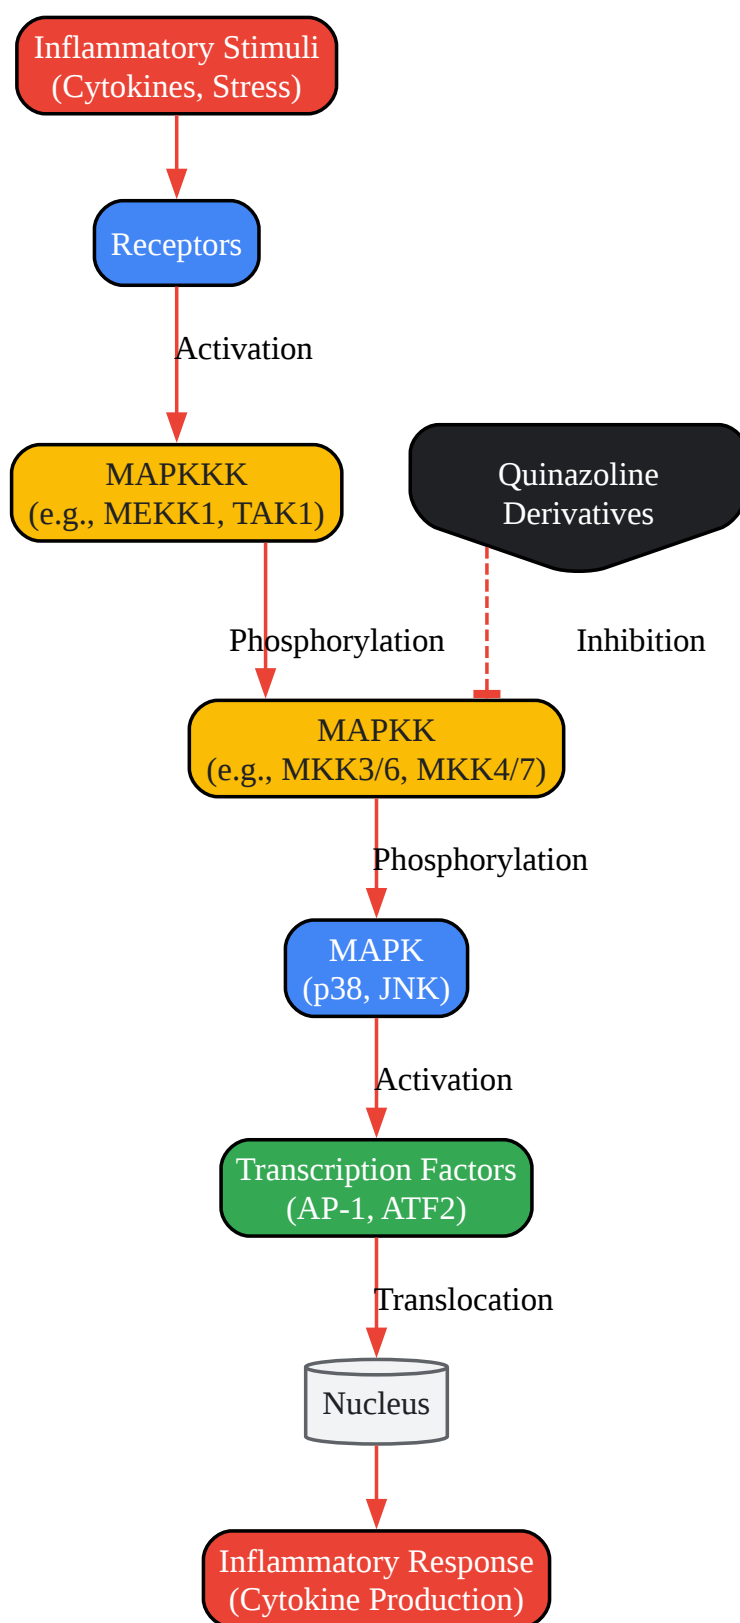 Inflammatory Stimuli
(Cytokines, Stress)
Receptors
Activation
MAPKKK
(e.g., MEKK1, TAK1)
Quinazoline
Derivatives
Phosphorylation
Inhibition
MAPKK
(e.g., MKK3/6, MKK4/7)
Phosphorylation
MAPK
(p38, JNK)
Activation
Transcription Factors
(AP-1, ATF2)
Translocation
Nucleus
Inflammatory Response
(Cytokine Production)